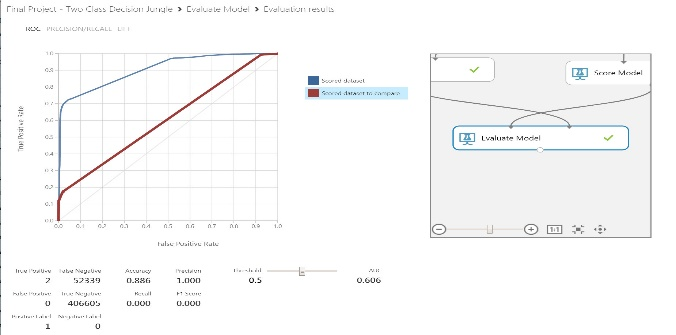 Final Project - Two Class Decision Jungle > Evaluate Model > Evaluation results
ROC PRECISION/RECALL LIFT
1.0
0.9
0.8
0.7
0.6
0.5
0.4
0.3
0.2
0.1
0.0
True Positive Rate
0.0 0.1 0.2 0.3 0.4 0.5 0.6 0.7 0.8 0.9 1.0
False Positive Rate
Scored dataset
Scored dataset to compare
Score Model
Evaluate Model
1:1
True Positive False Negative Accuracy Precision Threshold AUC
2 52339 0.886 1.000 0.5 0.606
False Positive True Negative Recall F1 Score
0 406605 0.000 0.000
Positive Label Negative Label
1 0